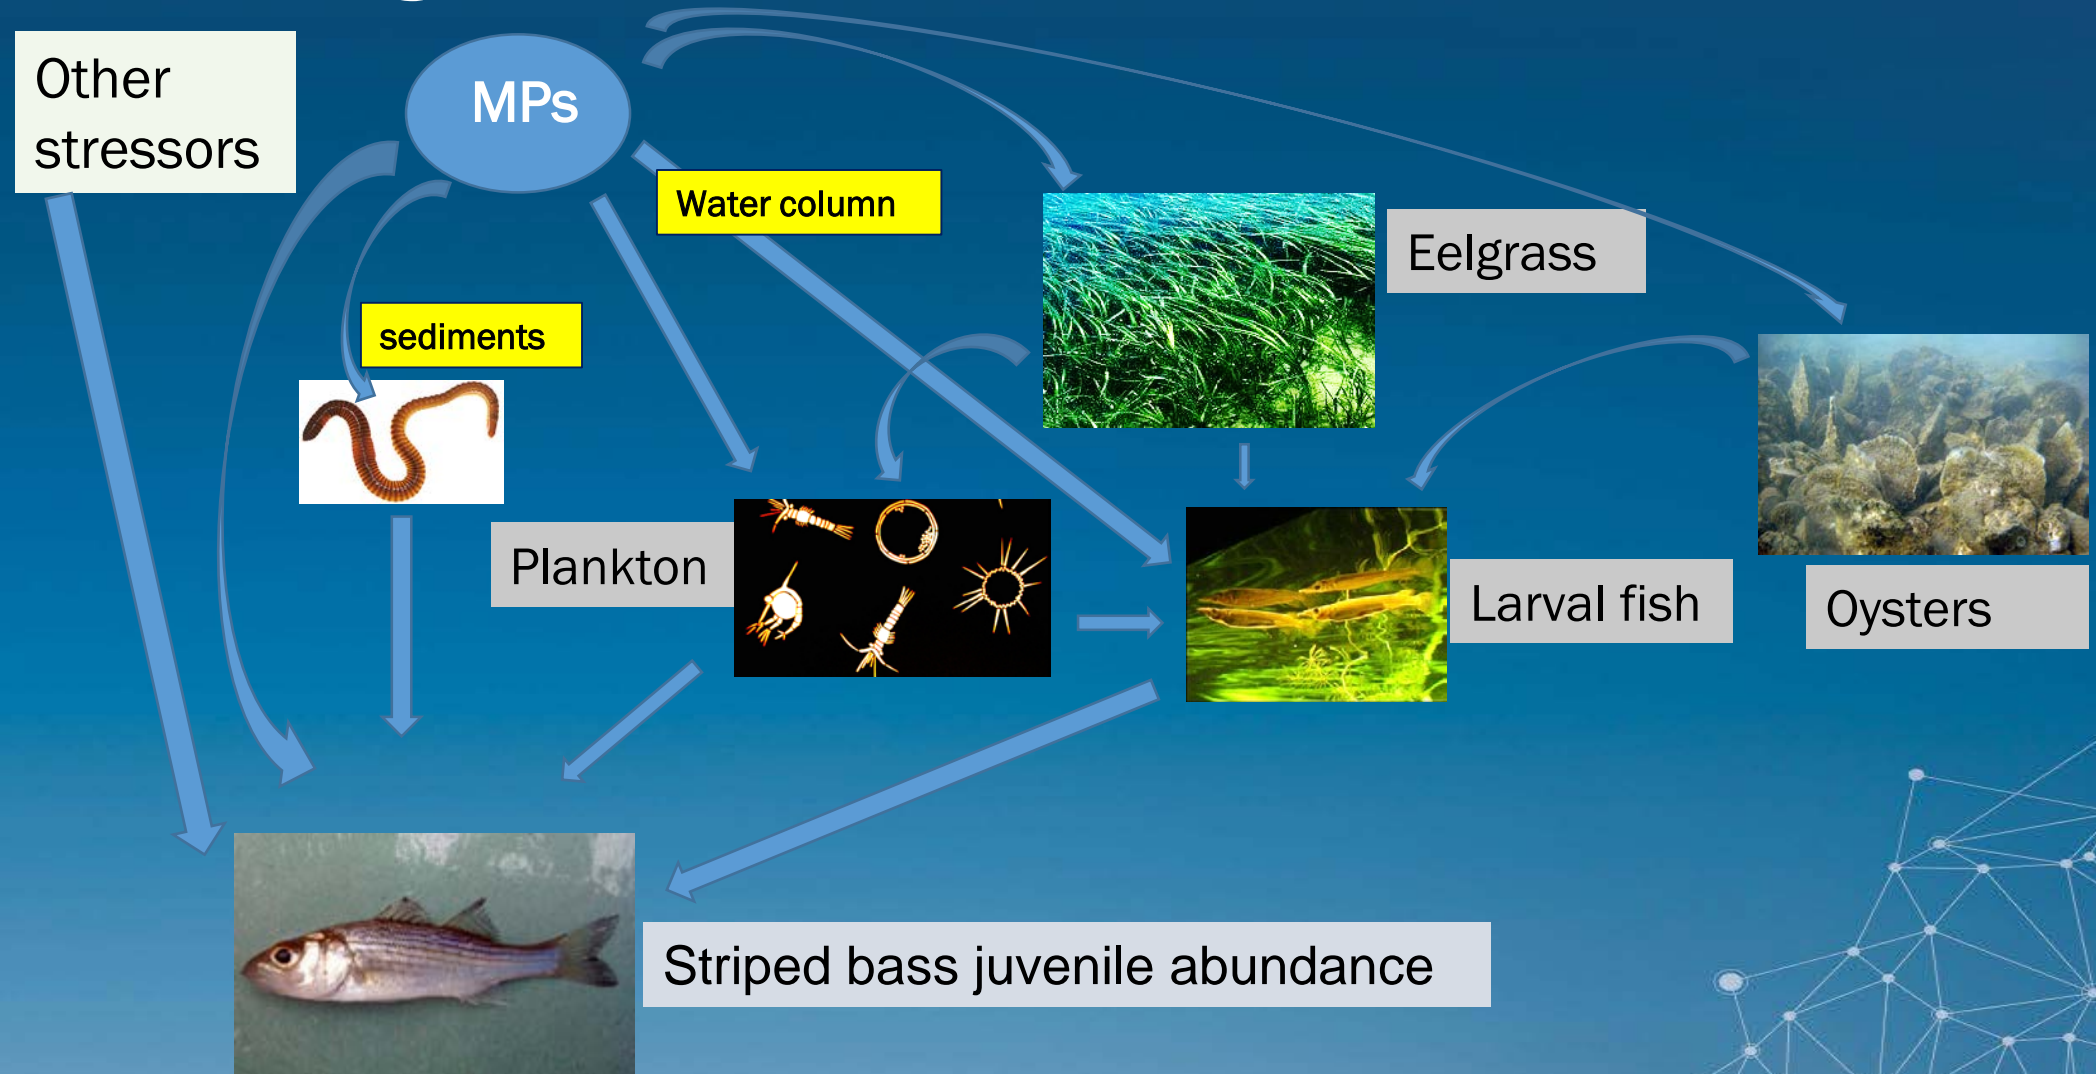 Other
stressors
MPs
Water column
Eelgrass
sediments
Plankton
Larval fish
Oysters
Striped bass juvenile abundance